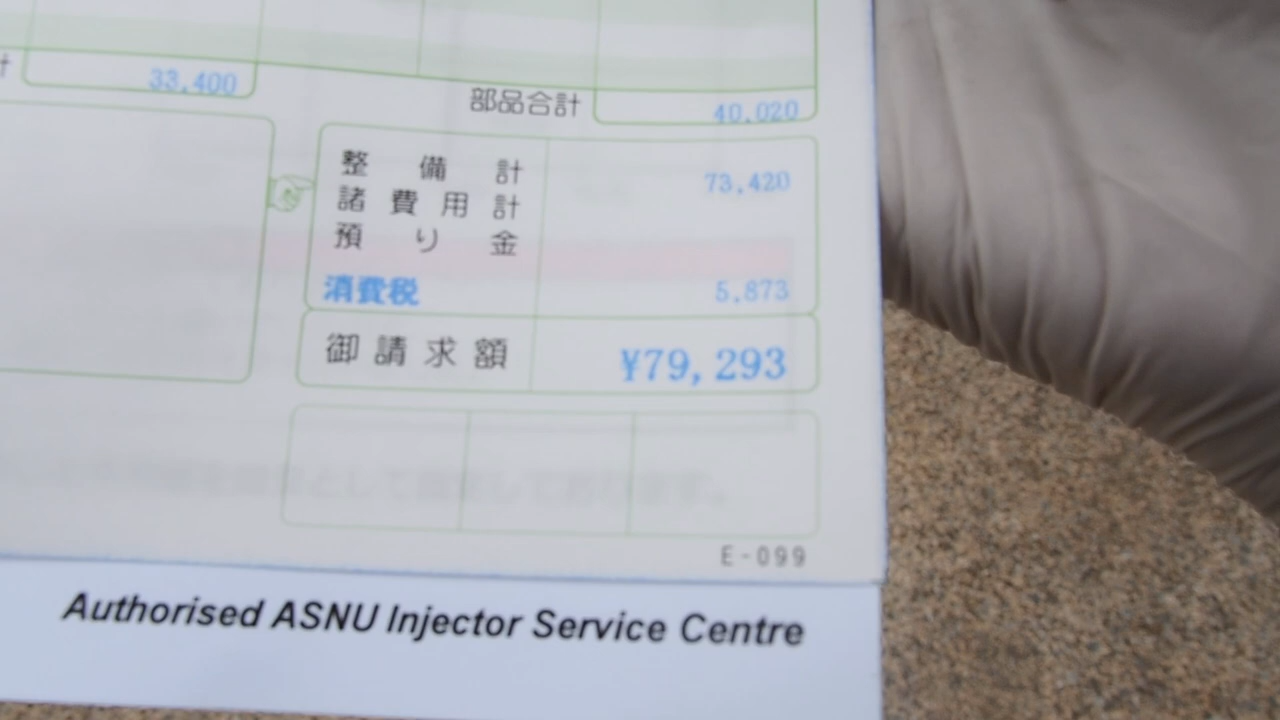 計 33,400
部品合計 40,020
整備計 73,420
諸費用計
預り金
消費税 5,873
御請求額 ¥79,293
E-099
Authorised ASNU Injector Service Centre